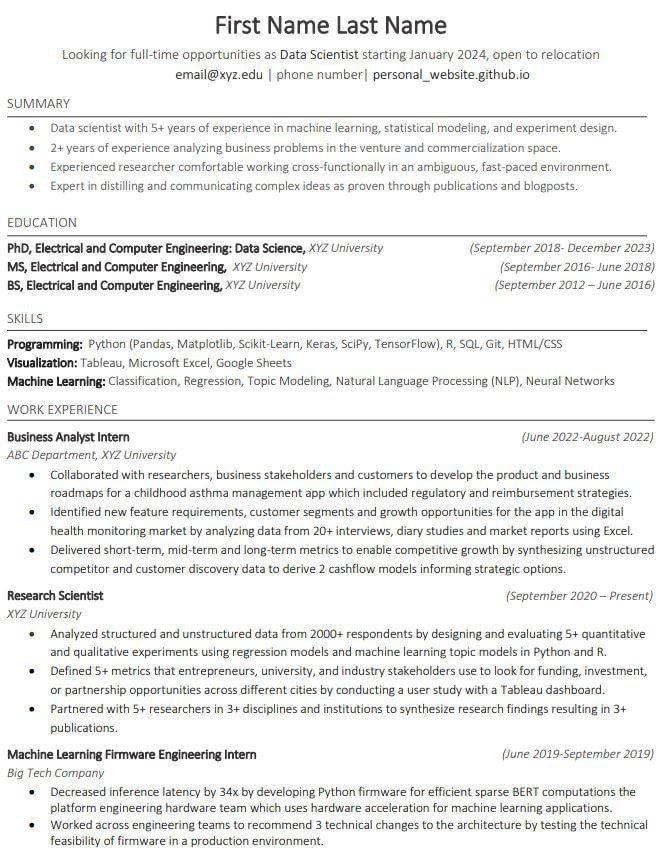 First Name Last Name
Looking for full-time opportunities as Data Scientist starting January 2024, open to relocation
email@xyz.edu | phone number| personal_website.github.io
SUMMARY
• Data scientist with 5+ years of experience in machine learning, statistical modeling, and experiment design.
• 2+ years of experience analyzing business problems in the venture and commercialization space.
• Experienced researcher comfortable working cross-functionally in an ambiguous, fast-paced environment.
• Expert in distilling and communicating complex ideas as proven through publications and blogposts.
EDUCATION
PhD, Electrical and Computer Engineering: Data Science, XYZ University (September 2018- December 2023)
MS, Electrical and Computer Engineering, XYZ University (September 2016- June 2018)
BS, Electrical and Computer Engineering, XYZ University (September 2012 – June 2016)
SKILLS
Programming: Python (Pandas, Matplotlib, Scikit-Learn, Keras, SciPy, TensorFlow), R, SQL, Git, HTML/CSS
Visualization: Tableau, Microsoft Excel, Google Sheets
Machine Learning: Classification, Regression, Topic Modeling, Natural Language Processing (NLP), Neural Networks
WORK EXPERIENCE
Business Analyst Intern (June 2022-August 2022)
ABC Department, XYZ University
• Collaborated with researchers, business stakeholders and customers to develop the product and business
roadmaps for a childhood asthma management app which included regulatory and reimbursement strategies.
• Identified new feature requirements, customer segments and growth opportunities for the app in the digital
health monitoring market by analyzing data from 20+ interviews, diary studies and market reports using Excel.
• Delivered short-term, mid-term and long-term metrics to enable competitive growth by synthesizing unstructured
competitor and customer discovery data to derive 2 cashflow models informing strategic options.
Research Scientist (September 2020 – Present)
XYZ University
• Analyzed structured and unstructured data from 2000+ respondents by designing and evaluating 5+ quantitative
and qualitative experiments using regression models and machine learning topic models in Python and R.
• Defined 5+ metrics that entrepreneurs, university, and industry stakeholders use to look for funding, investment,
or partnership opportunities across different cities by conducting a user study with a Tableau dashboard.
• Partnered with 5+ researchers in 3+ disciplines and institutions to synthesize research findings resulting in 3+
publications.
Machine Learning Firmware Engineering Intern (June 2019-September 2019)
Big Tech Company
• Decreased inference latency by 34x by developing Python firmware for efficient sparse BERT computations the
platform engineering hardware team which uses hardware acceleration for machine learning applications.
• Worked across engineering teams to recommend 3 technical changes to the architecture by testing the technical
feasibility of firmware in a production environment.